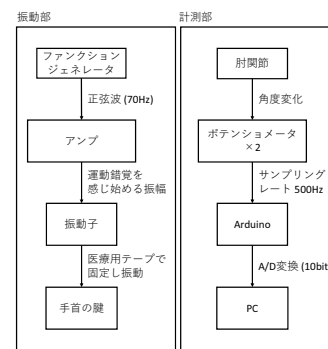 振動部
ファンクション
ジェネレータ
正弦波 (70Hz)
アンプ
運動錯覚を
感じ始める振幅
振動子
医療用テープで
固定し振動
手首の腱
計測部
肘関節
角度変化
ポテンショメータ
×2
サンプリング
レート 500Hz
Arduino
A/D変換 (10bit
PC